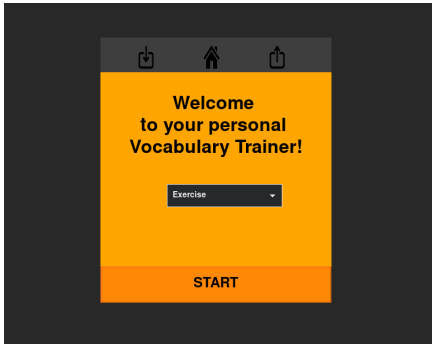 Welcome
to your personal
Vocabulary Trainer!
Exercise
START